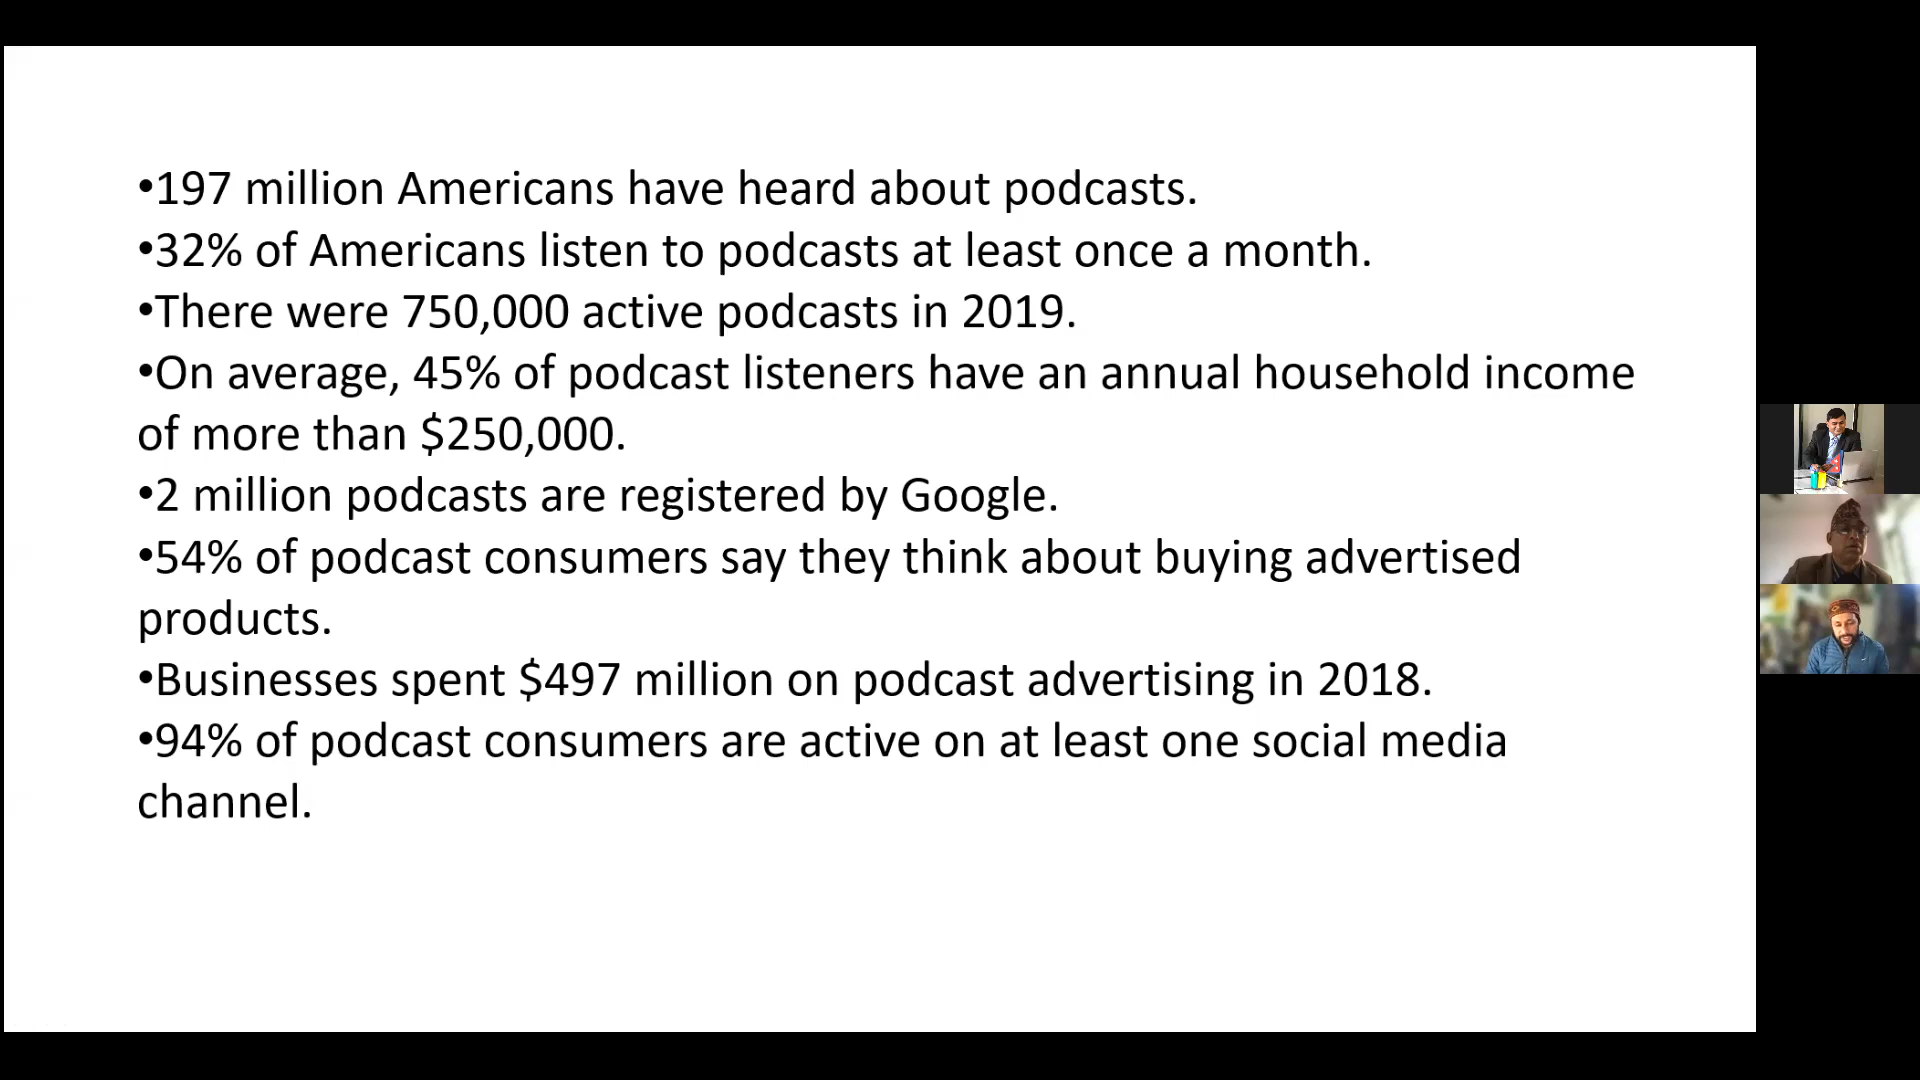 •197 million Americans have heard about podcasts.
•32% of Americans listen to podcasts at least once a month.
•There were 750,000 active podcasts in 2019.
•On average, 45% of podcast listeners have an annual household income
of more than $250,000.
•2 million podcasts are registered by Google.
•54% of podcast consumers say they think about buying advertised
products.
•Businesses spent $497 million on podcast advertising in 2018.
•94% of podcast consumers are active on at least one social media
channel.